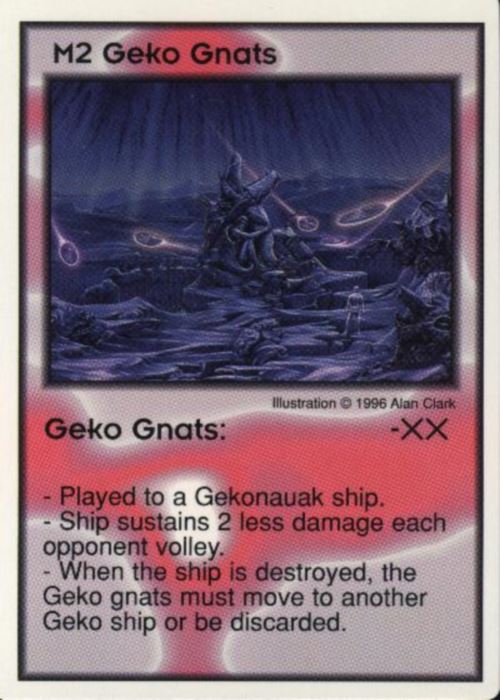 M2 Geko Gnats
Illustration © 1996 Alan Clark
Geko Gnats: -XX
- Played to a Gekonauak ship.
- Ship sustains 2 less damage each
opponent volley.
- When the ship is destroyed, the
Geko gnats must move to another
Geko ship or be discarded.